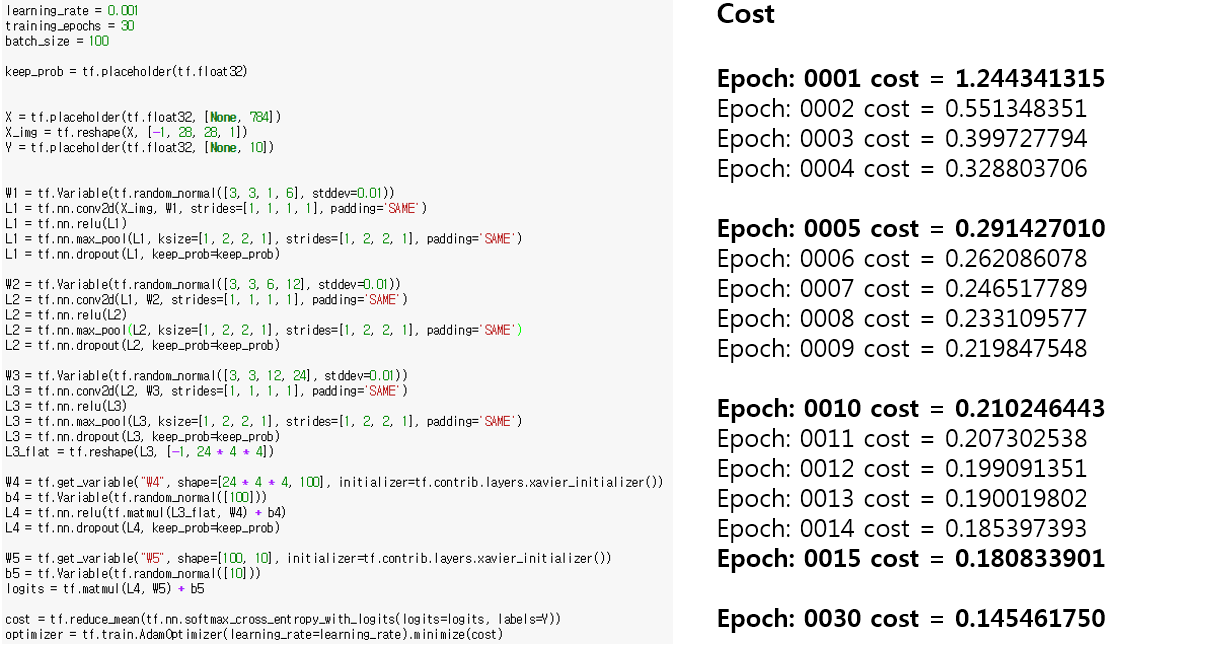 learning_rate = 0.001
training_epochs = 30
batch_size = 100
keep_prob = tf.placeholder(tf.float32)
X = tf.placeholder(tf.float32, [None, 784])
X_img = tf.reshape(X, [-1, 28, 28, 1])
Y = tf.placeholder(tf.float32, [None, 10])
W1 = tf.Variable(tf.random_normal([3, 3, 1, 6], stddev=0.01))
L1 = tf.nn.conv2d(X_img, W1, strides=[1, 1, 1, 1], padding='SAME')
L1 = tf.nn.relu(L1)
L1 = tf.nn.max_pool(L1, ksize=[1, 2, 2, 1], strides=[1, 2, 2, 1], padding='SAME')
L1 = tf.nn.dropout(L1, keep_prob=keep_prob)
W2 = tf.Variable(tf.random_normal([3, 3, 6, 12], stddev=0.01))
L2 = tf.nn.conv2d(L1, W2, strides=[1, 1, 1, 1], padding='SAME')
L2 = tf.nn.relu(L2)
L2 = tf.nn.max_pool(L2, ksize=[1, 2, 2, 1], strides=[1, 2, 2, 1], padding='SAME')
L2 = tf.nn.dropout(L2, keep_prob=keep_prob)
W3 = tf.Variable(tf.random_normal([3, 3, 12, 24], stddev=0.01))
L3 = tf.nn.conv2d(L2, W3, strides=[1, 1, 1, 1], padding='SAME')
L3 = tf.nn.relu(L3)
L3 = tf.nn.max_pool(L3, ksize=[1, 2, 2, 1], strides=[1, 2, 2, 1], padding='SAME')
L3 = tf.nn.dropout(L3, keep_prob=keep_prob)
L3_flat = tf.reshape(L3, [-1, 24 * 4 * 4])
W4 = tf.get_variable("W4", shape=[24 * 4 * 4, 100], initializer=tf.contrib.layers.xavier_initializer())
b4 = tf.Variable(tf.random_normal([100]))
L4 = tf.nn.relu(tf.matmul(L3_flat, W4) + b4)
L4 = tf.nn.dropout(L4, keep_prob=keep_prob)
W5 = tf.get_variable("W5", shape=[100, 10], initializer=tf.contrib.layers.xavier_initializer())
b5 = tf.Variable(tf.random_normal([10]))
logits = tf.matmul(L4, W5) + b5
cost = tf.reduce_mean(tf.nn.softmax_cross_entropy_with_logits(logits=logits, labels=Y))
optimizer = tf.train.AdamOptimizer(learning_rate=learning_rate).minimize(cost)
Cost
Epoch: 0001 cost = 1.244341315
Epoch: 0002 cost = 0.551348351
Epoch: 0003 cost = 0.399727794
Epoch: 0004 cost = 0.328803706
Epoch: 0005 cost = 0.291427010
Epoch: 0006 cost = 0.262086078
Epoch: 0007 cost = 0.246517789
Epoch: 0008 cost = 0.233109577
Epoch: 0009 cost = 0.219847548
Epoch: 0010 cost = 0.210246443
Epoch: 0011 cost = 0.207302538
Epoch: 0012 cost = 0.199091351
Epoch: 0013 cost = 0.190019802
Epoch: 0014 cost = 0.185397393
Epoch: 0015 cost = 0.180833901
Epoch: 0030 cost = 0.145461750